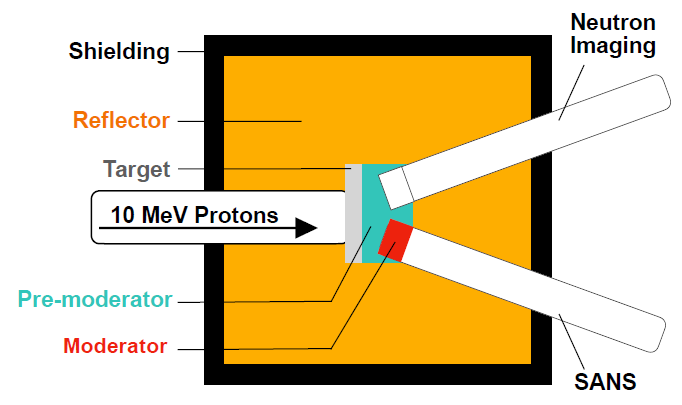 Neutron
Imaging
Shielding
Reflector
Target
10 MeV Protons
Pre-moderator
Moderator
SANS